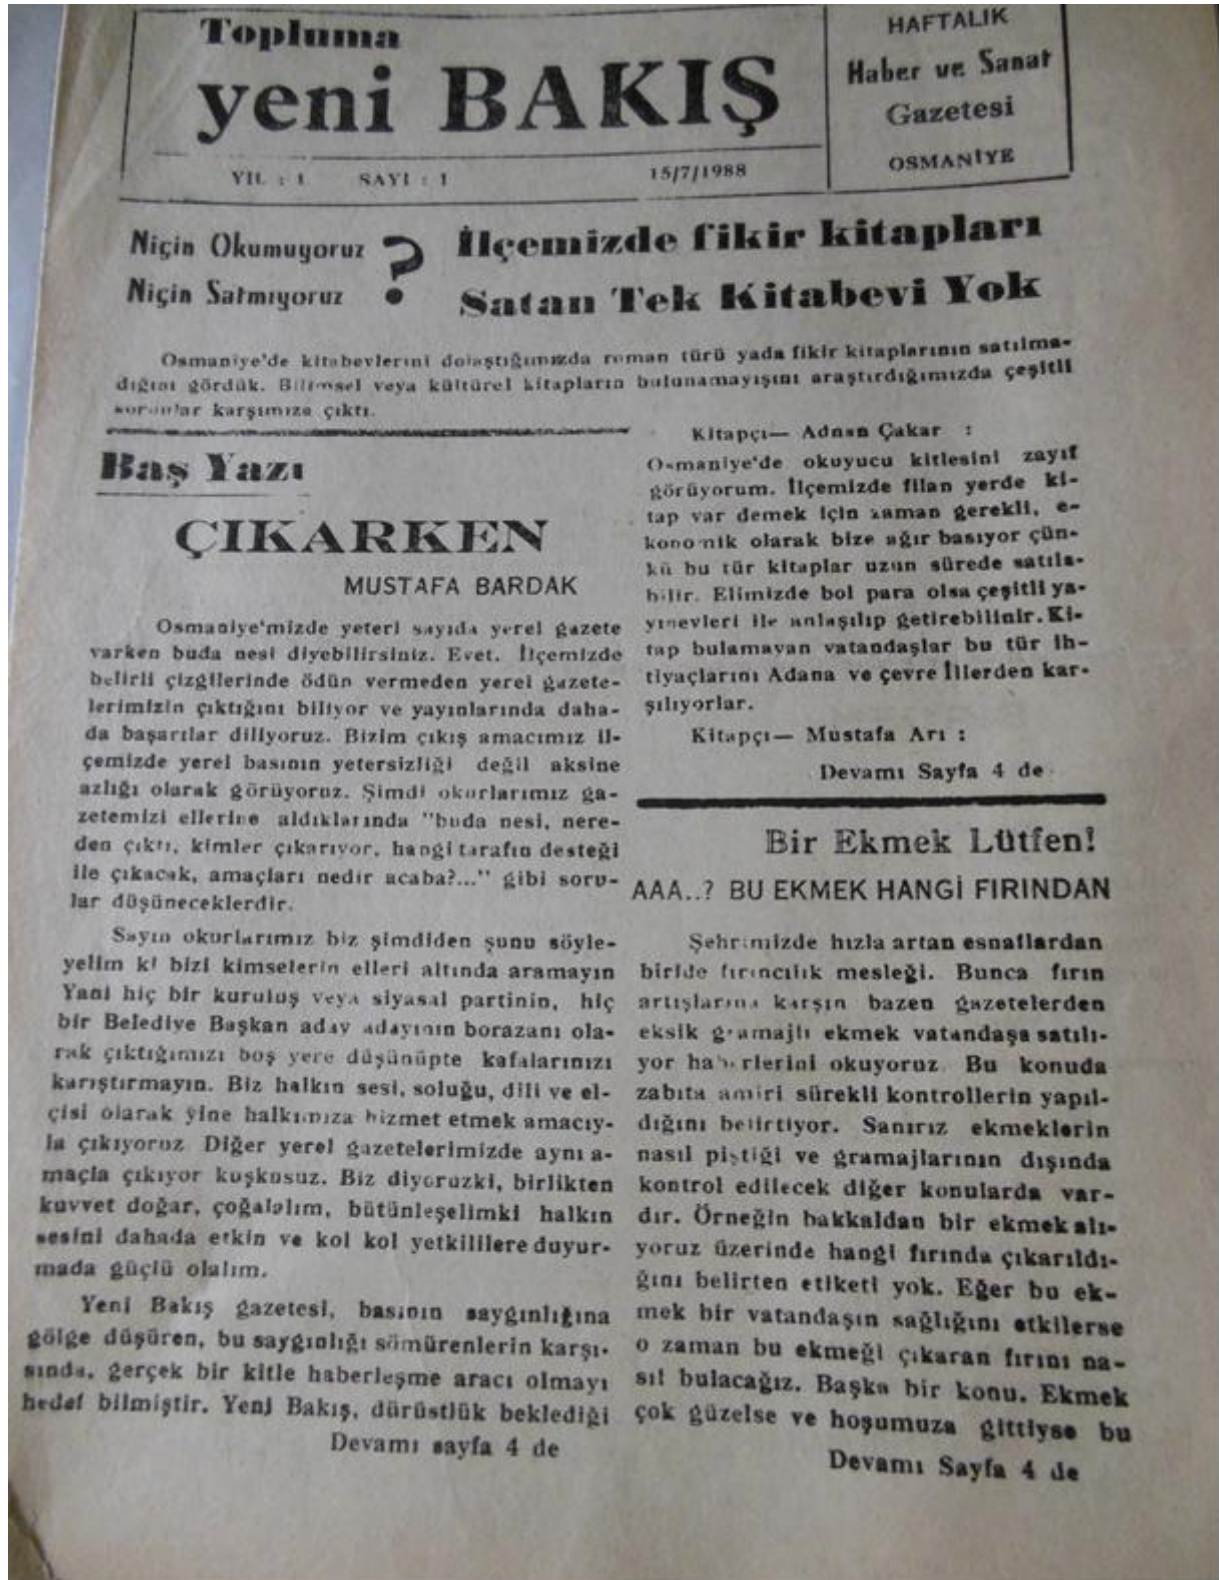 Topluma
yeni BAKIŞ
YIL : 1 SAYI : 1 15/7/1988
HAFTALIK
Haber ve Sanat
Gazetesi
OSMANİYE
Niçin Okumuyoruz
Niçin Satmıyoruz
?
İlçemizde fikir kitapları
Satan Tek Kitabevi Yok
Osmaniye'de kitabevlerini dolaştığımızda roman türü yada fikir kitaplarının satılma-
dığını gördük. Bilimsel veya kültürel kitapların bulunamayışını araştırdığımızda çeşitli
sorunlar karşımıza çıktı.
Baş Yazı
ÇIKARKEN
MUSTAFA BARDAK
Osmaniye'mizde yeteri sayıda yerel gazete
varken buda nesi diyebilirsiniz. Evet. İlçemizde
belirli çizgilerinde ödün vermeden yerel gazete-
lerimizin çıktığını biliyor ve yayınlarında daha-
da başarılar diliyoruz. Bizim çıkış amacımız il-
çemizde yerel basının yetersizliği değil aksine
azlığı olarak görüyoruz. Şimdi okurlarımız ga-
zetemizi ellerine aldıklarında "buda nesi, nere-
den çıktı, kimler çıkarıyor, hangi tarafın desteği
ile çıkacak, amaçları nedir acaba?..." gibi soru-
lar düşüneceklerdir.
Sayın okurlarımız biz şimdiden şunu söyle-
yelim ki bizi kimselerin elleri altında aramayın
Yani hiç bir kuruluş veya siyasal partinin, hiç
bir Belediye Başkan aday adayının borazanı ola-
rak çıktığımızı boş yere düşünüpte kafalarınızı
karıştırmayın. Biz halkın sesi, soluğu, dili ve el-
çisi olarak yine halkımıza hizmet etmek amacıy-
la çıkıyoruz Diğer yerel gazetelerimizde aynı a-
maçla çıkıyor kuşkusuz. Biz diyoruzki, birlikten
kuvvet doğar, çoğalalım, bütünleşelimki halkın
sesini dahada etkin ve kol kol yetkililere duyur-
mada güçlü olalım.
Yeni Bakış gazetesi, basının saygınlığına
gölge düşüren, bu saygınlığı sömürenlerin karşı-
sında, gerçek bir kitle haberleşme aracı olmayı
hedef bilmiştir. Yeni Bakış, dürüstlük beklediği
Devamı sayfa 4 de
Kitapçı— Adnan Çakar :
Osmaniye'de okuyucu kitlesini zayıf
görüyorum. İlçemizde filan yerde ki-
tap var demek için zaman gerekli, e-
konomik olarak bize ağır basıyor çün-
kü bu tür kitaplar uzun sürede satıla-
bilir. Elimizde bol para olsa çeşitli ya-
yınevleri ile anlaşılıp getirebilinir. Ki-
tap bulamayan vatandaşlar bu tür ih-
tiyaçlarını Adana ve çevre İllerden kar-
şılıyorlar.
Kitapçı— Mustafa Arı :
Devamı Sayfa 4 de
Bir Ekmek Lütfen!
AAA..? BU EKMEK HANGİ FIRINDAN
Şehrimizde hızla artan esnaflardan
biride fırıncılık mesleği. Bunca fırın
artışlarına karşın bazen gazetelerden
eksik gramajlı ekmek vatandaşa satılı-
yor haberlerini okuyoruz. Bu konuda
zabıta amiri sürekli kontrollerin yapıl-
dığını belirtiyor. Sanırız ekmeklerin
nasıl piştiği ve gramajlarının dışında
kontrol edilecek diğer konularda var-
dır. Örneğin bakkaldan bir ekmek alı-
yoruz üzerinde hangi fırında çıkarıldı-
ğını belirten etiketi yok. Eğer bu ek-
mek bir vatandaşın sağlığını etkilerse
o zaman bu ekmeği çıkaran fırını na-
sıl bulacağız. Başka bir konu. Ekmek
çok güzelse ve hoşumuza gittiyse bu
Devamı Sayfa 4 de